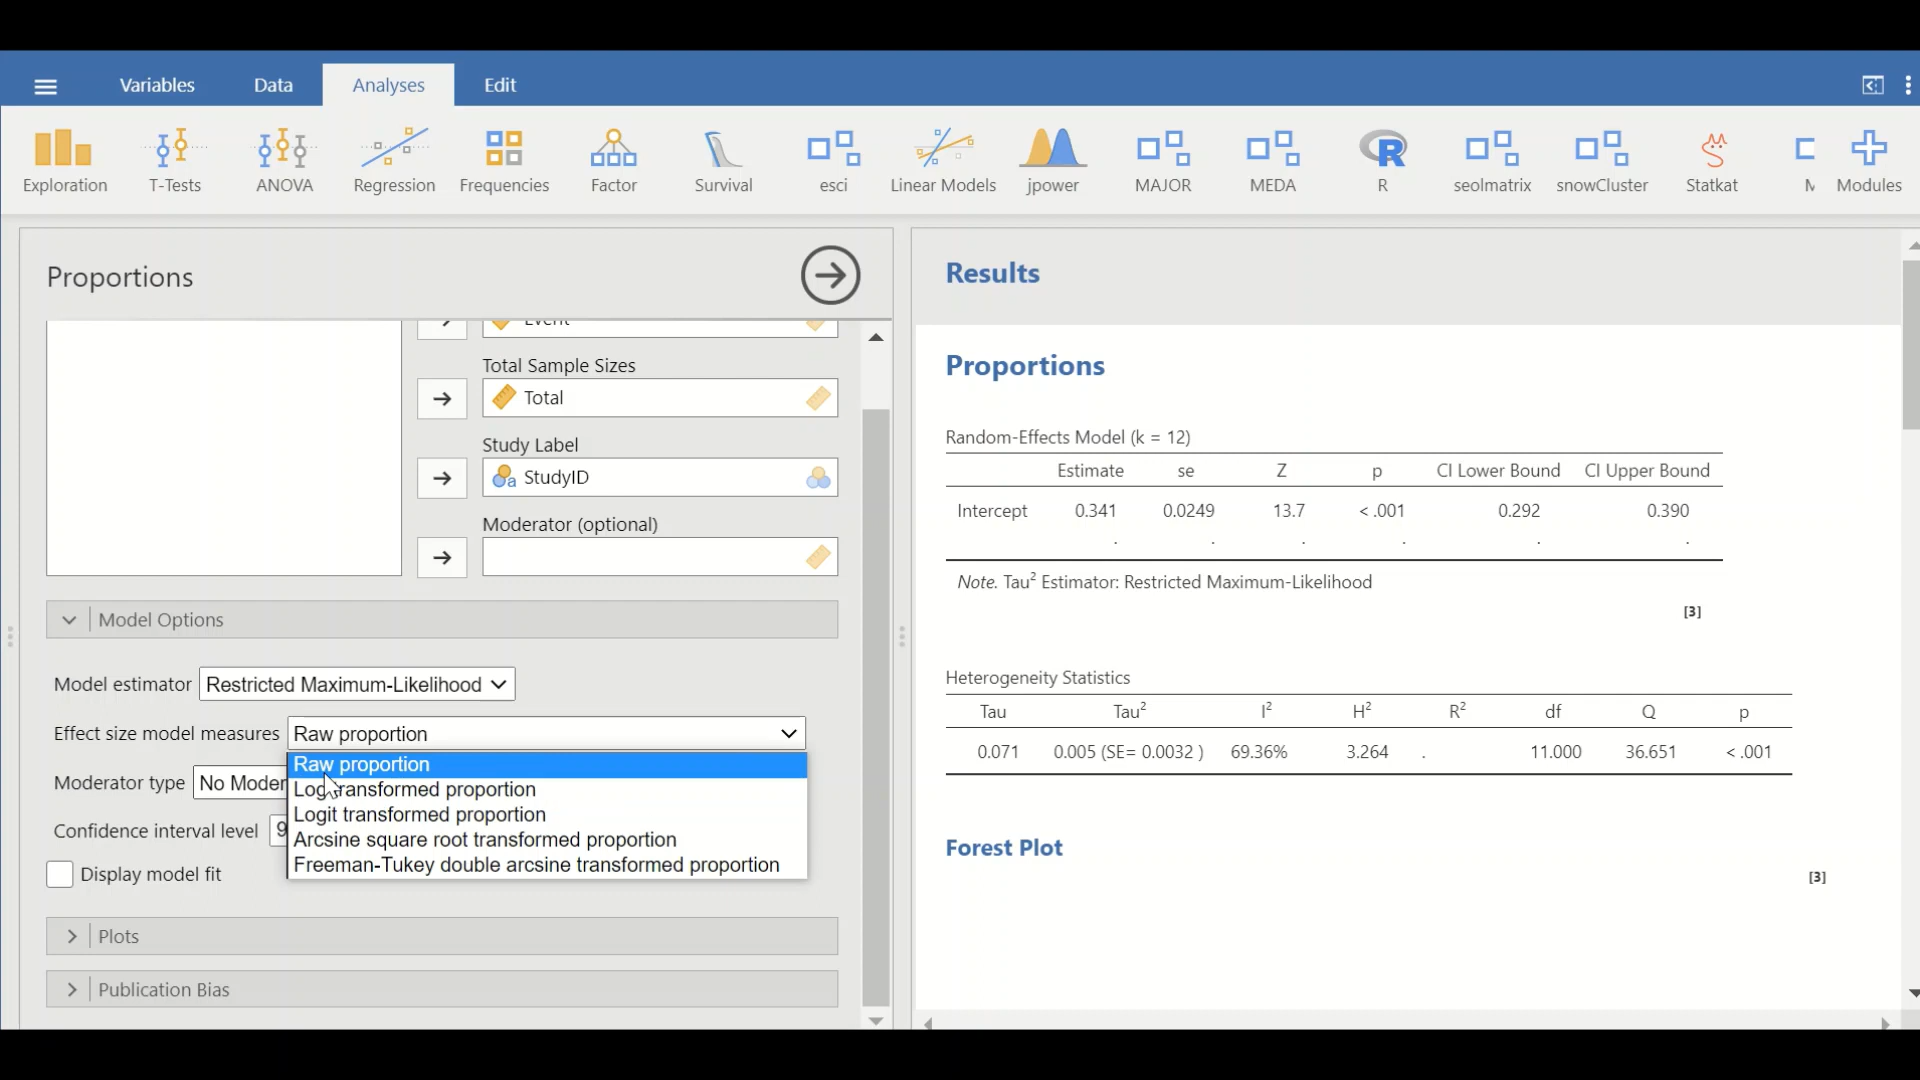 Variables Data Analyses Edit
Exploration T-Tests ANOVA Regression Frequencies Factor Survival esci Linear Models jpower MAJOR MEDA R seolmatrix snowCluster Statkat Modules
Proportions
Total Sample Sizes
Total
Study Label
StudyID
Moderator (optional)
Model Options
Model estimator Restricted Maximum-Likelihood
Effect size model measures Raw proportion
Raw proportion
Moderator type No Moder
Log transformed proportion
Logit transformed proportion
Confidence interval level 9
Arcsine square root transformed proportion
Freeman-Tukey double arcsine transformed proportion
Display model fit
Plots
Publication Bias
Results
Proportions
Random-Effects Model (k = 12)
Estimate se Z p CI Lower Bound CI Upper Bound
Intercept 0.341 0.0249 13.7 < .001 0.292 0.390
. . . . . .
Note. Tau² Estimator: Restricted Maximum-Likelihood
[3]
Heterogeneity Statistics
Tau Tau² I² H² R² df Q p
0.071 0.005 (SE= 0.0032 ) 69.36% 3.264 . 11.000 36.651 < .001
Forest Plot
[3]